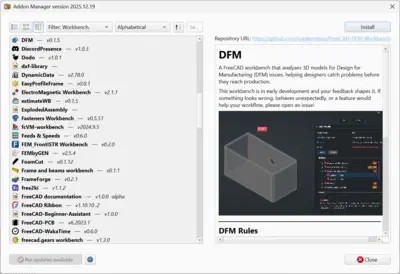 Addon Manager version 2025.12.19
Filter: Workbench
Alphabetical
Install
Repository URL:
DFM — v0.1.5
DiscordPresence — v1.0.3
Dodo — v1.0.1
dxf-library —
DynamicData — v2.78.0
EasyProfileFrame — v0.0.1
ElectroMagnetic Workbench — v2.1.1
estimateWB — v0.1.5
ExplodedAssembly —
Fasteners Workbench — v0.5.51
fcVM-workbench — v2024.9.5
Feeds & Speeds — v0.6.0
FEM_FrontISTR Workbench — v0.2.0
FEMbyGEN — v2.5.4
FoamCut — v0.1.12
Frame and beams workbench — v0.1.1
FrameForge — v0.2.1
free2ki — v1.1.2
FreeCAD documentation — v1.0.0 -alpha
FreeCAD Ribbon — v1.10.10 .2
FreeCAD-Beginner-Assistant — v1.0.0
FreeCAD-PCB — v6.2023.1
FreeCAD-WakaTime — v0.6.0
freecad.gears workbench — v1.3.0
DFM
A FreeCAD workbench that analyses 3D models for Design for
Manufacturing (DFM) issues, helping designers catch problems before
they reach production.
This workbench is in early development and your feedback shapes it. If
something looks wrong, behaves unexpectedly, or a feature would
help your workflow, please open an issue!
DFM Rules
No updates available
Close